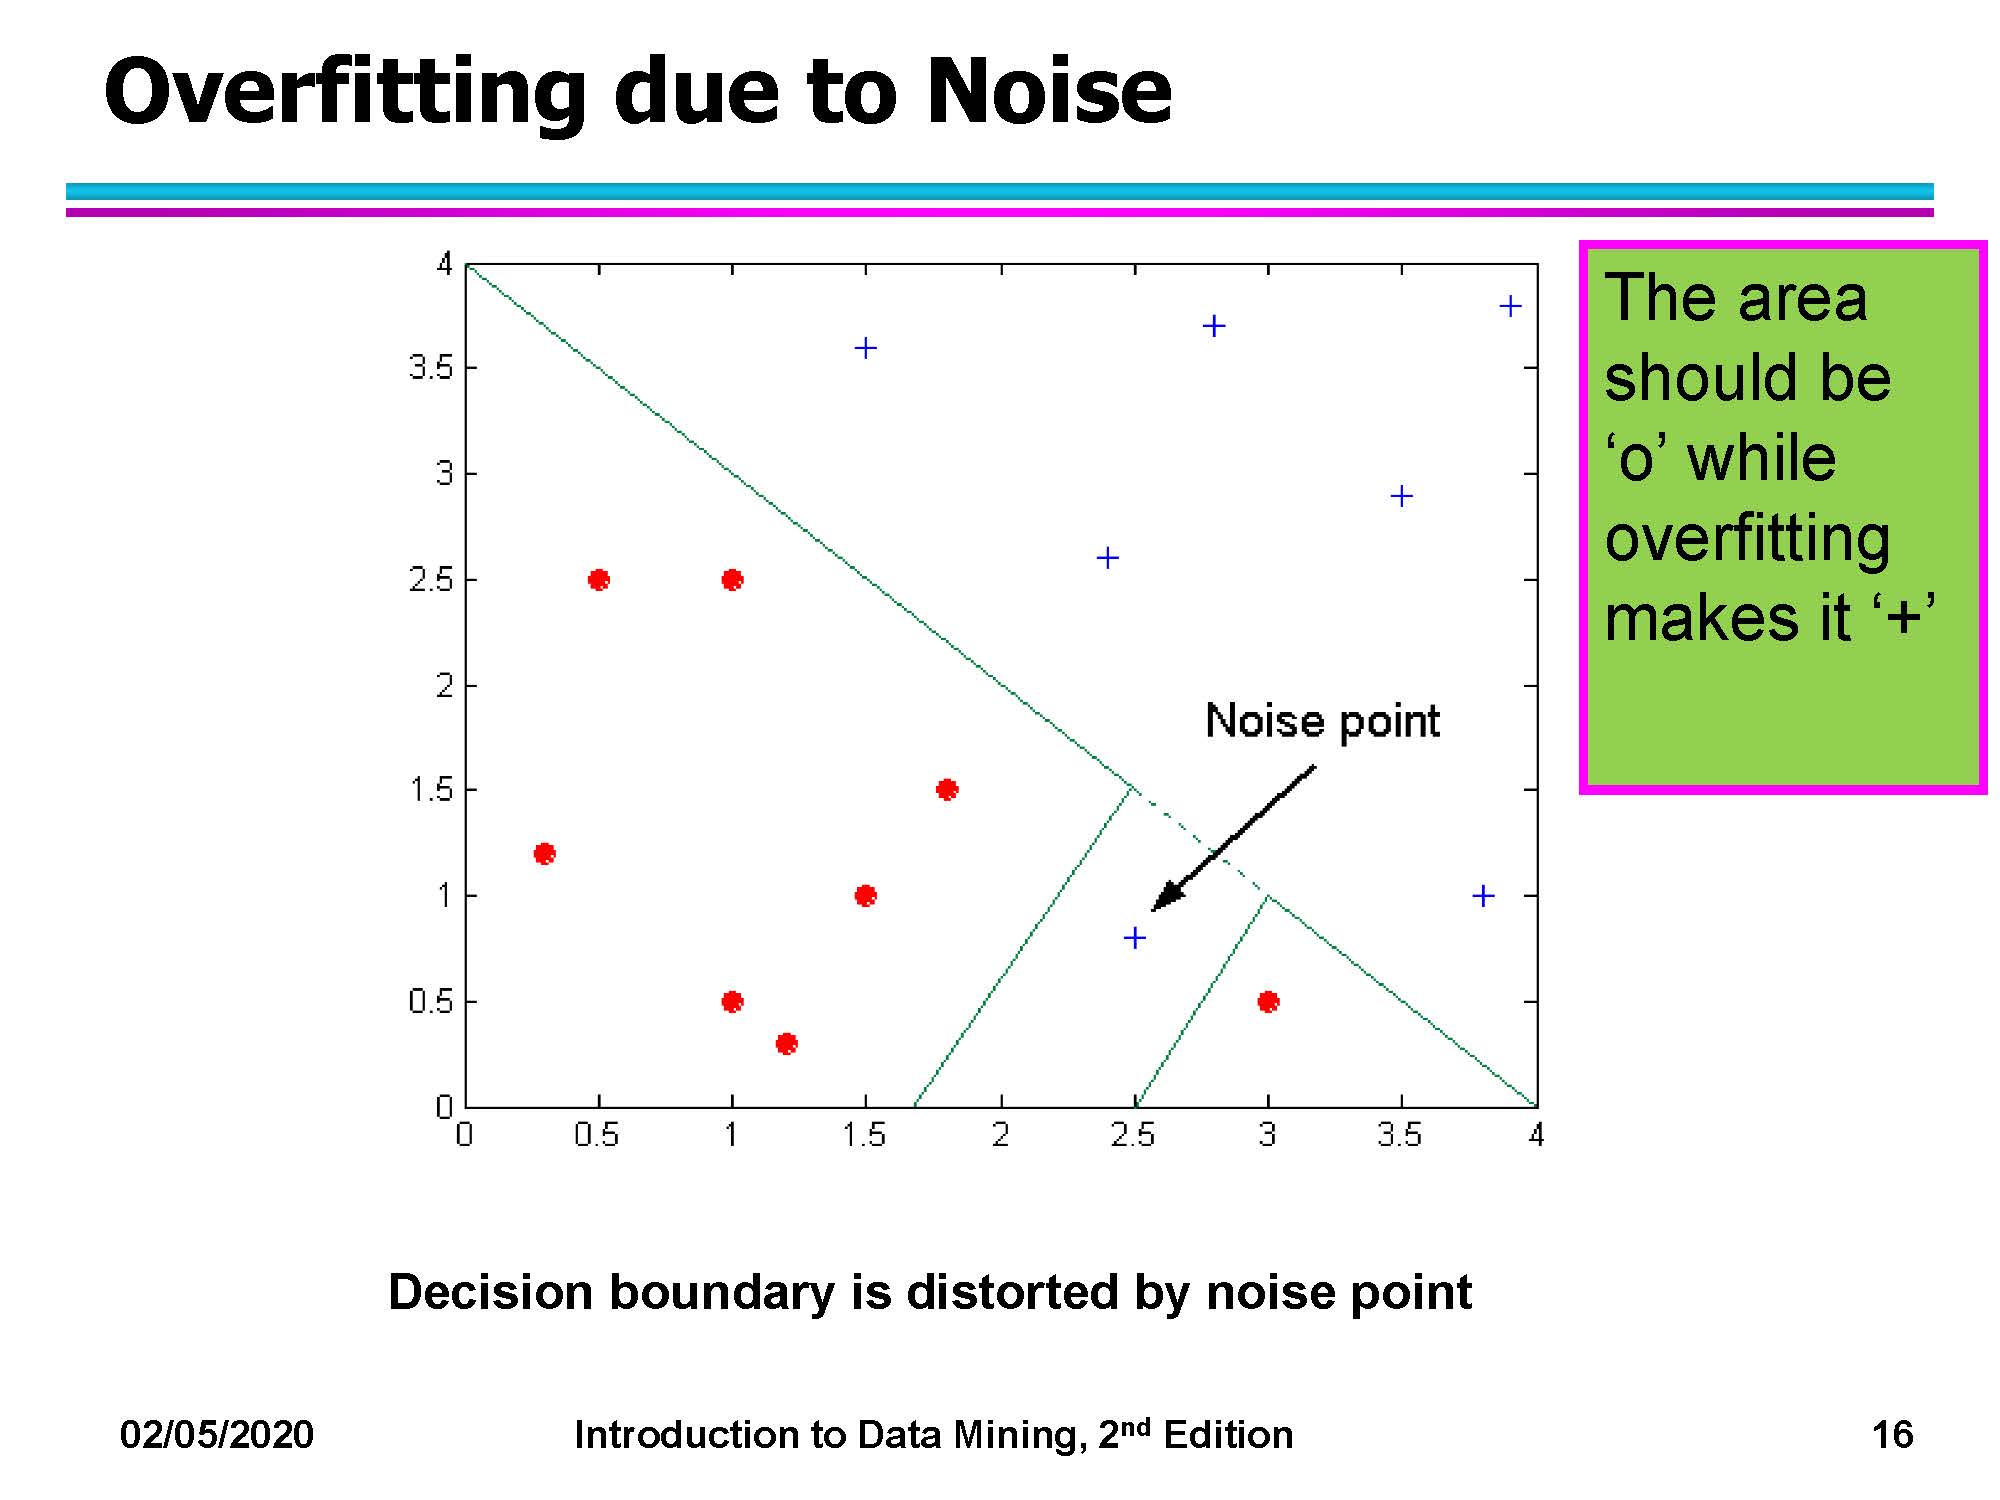 Overfitting due to Noise
4
3.5
3
2.5
2
1.5
1
0.5
0
0 0.5 1 1.5 2 2.5 3 3.5 4
Noise point
The area
should be
‘o’ while
overfitting
makes it ‘+’
Decision boundary is distorted by noise point
02/05/2020 Introduction to Data Mining, 2nd Edition 16